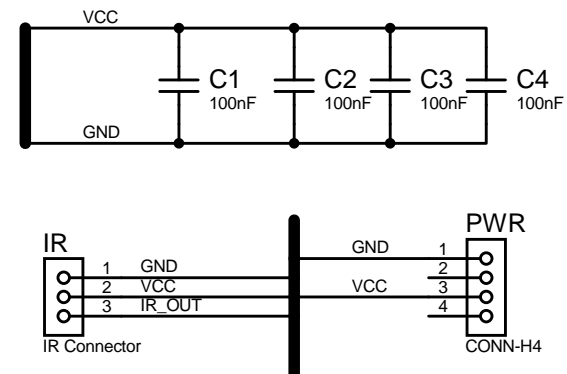 VCC
C1
100nF
C2
100nF
C3
100nF
C4
100nF
GND
PWR
IR
GND 1
2
VCC 3
4
1 GND
2 VCC
3 IR_OUT
IR Connector
CONN-H4